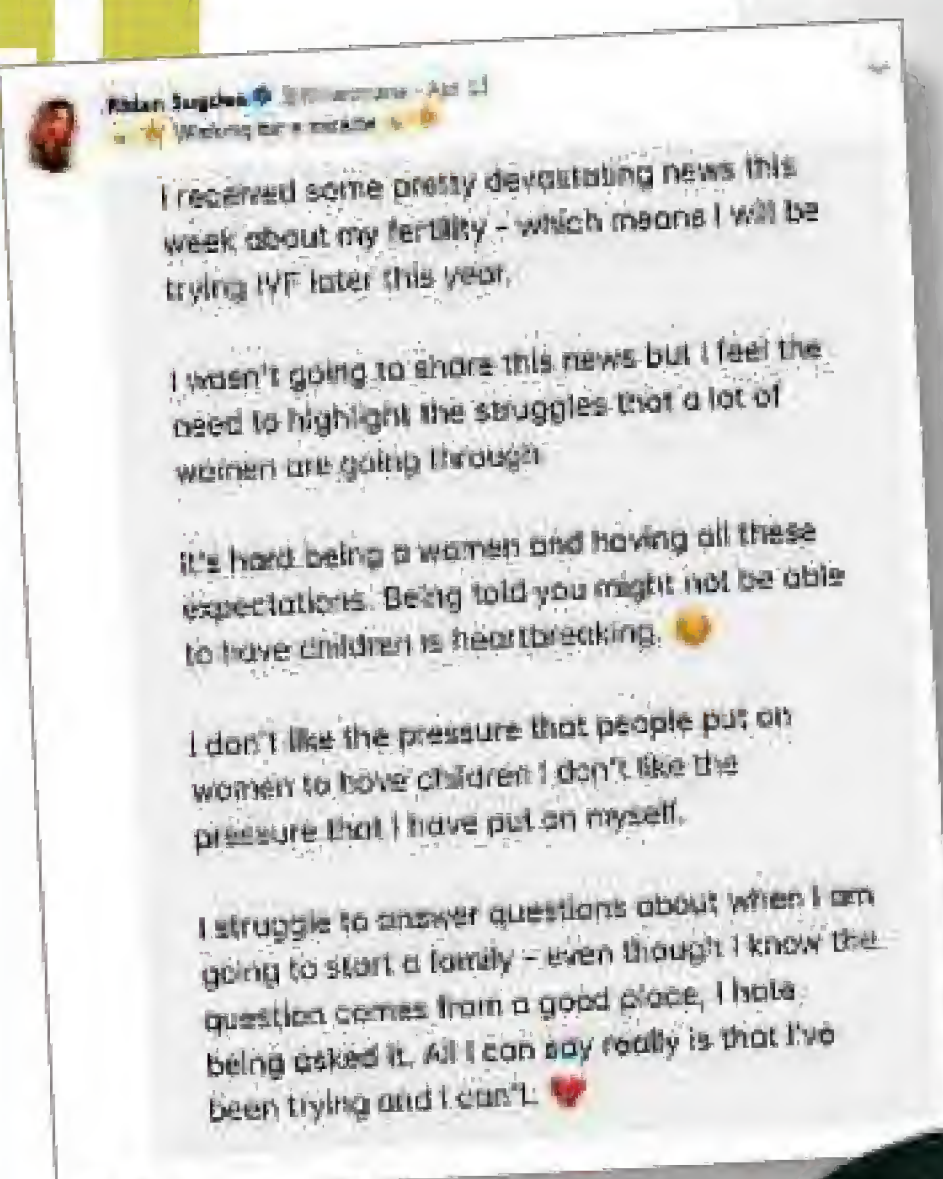 Rhian Sugden
Waiting for a miracle
I received some pretty devastating news this
week about my fertility - which means I will be
trying IVF later this year.
I wasn't going to share this news but I feel the
need to highlight the struggles that a lot of
women are going through
It's hard being a women and having all these
expectations. Being told you might not be able
to have children is heartbreaking.
I don't like the pressure that people put on
women to have children I don't like the
pressure that I have put on myself.
I struggle to answer questions about when I am
going to start a family - even though I know the
question comes from a good place, I hate
being asked it. All I can say really is that I've
been trying and I can't.